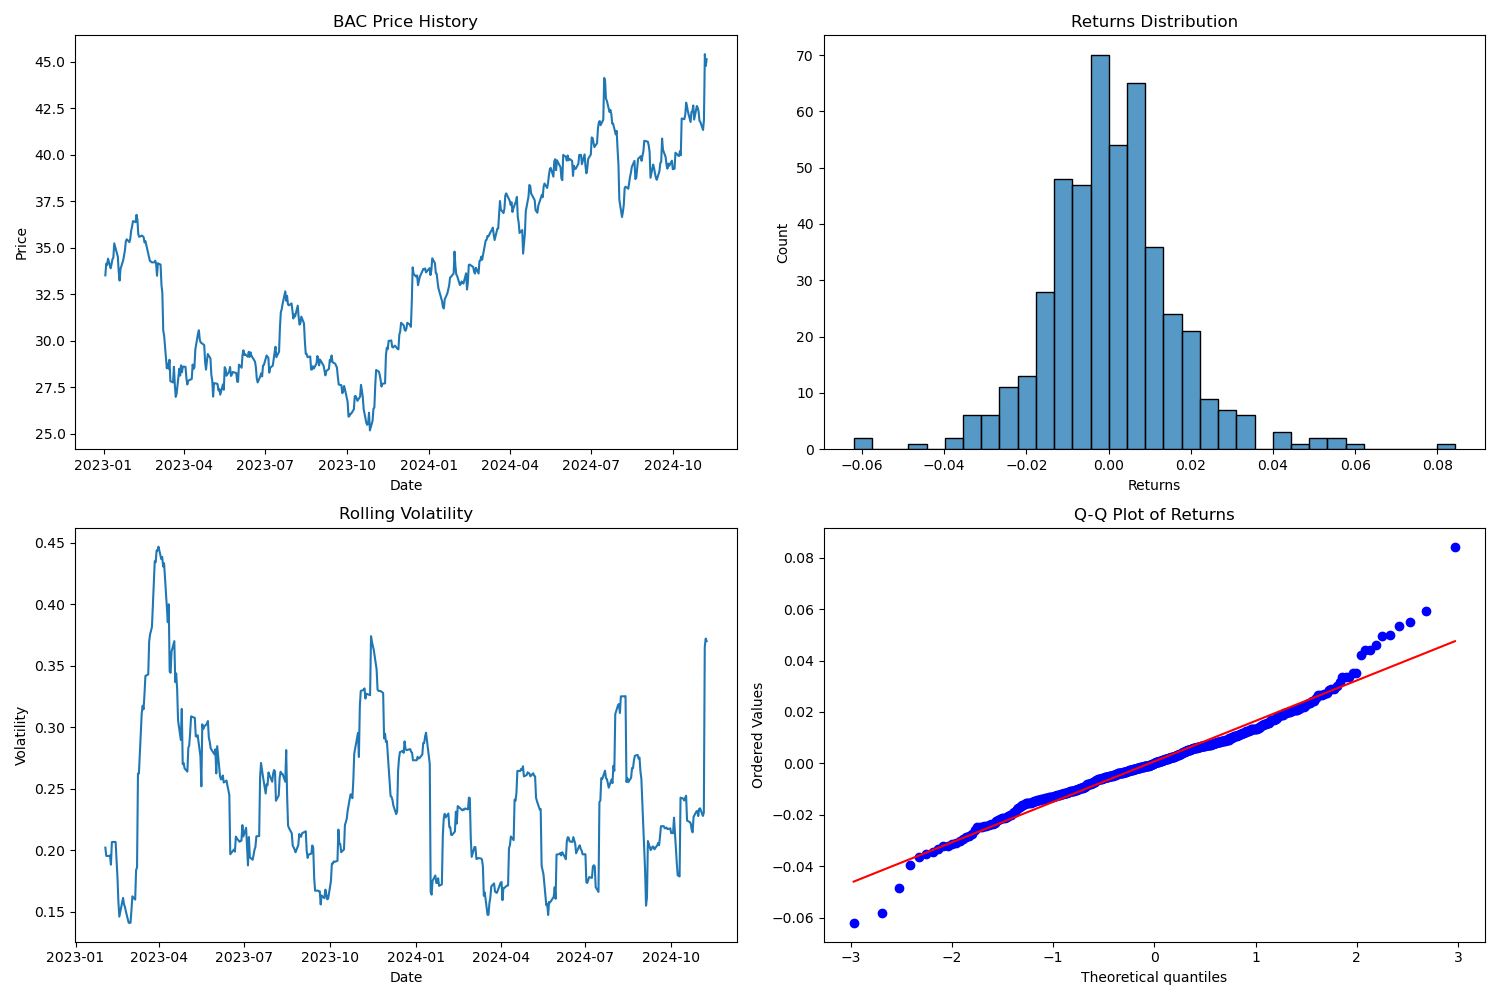 BAC Price History
Price
45.0
42.5
40.0
37.5
35.0
32.5
30.0
27.5
25.0
2023-01 2023-04 2023-07 2023-10 2024-01 2024-04 2024-07 2024-10
Date
Returns Distribution
Count
70
60
50
40
30
20
10
0
−0.06 −0.04 −0.02 0.00 0.02 0.04 0.06 0.08
Returns
Rolling Volatility
Volatility
0.45
0.40
0.35
0.30
0.25
0.20
0.15
2023-01 2023-04 2023-07 2023-10 2024-01 2024-04 2024-07 2024-10
Date
Q-Q Plot of Returns
Ordered Values
0.08
0.06
0.04
0.02
0.00
−0.02
−0.04
−0.06
−3 −2 −1 0 1 2 3
Theoretical quantiles